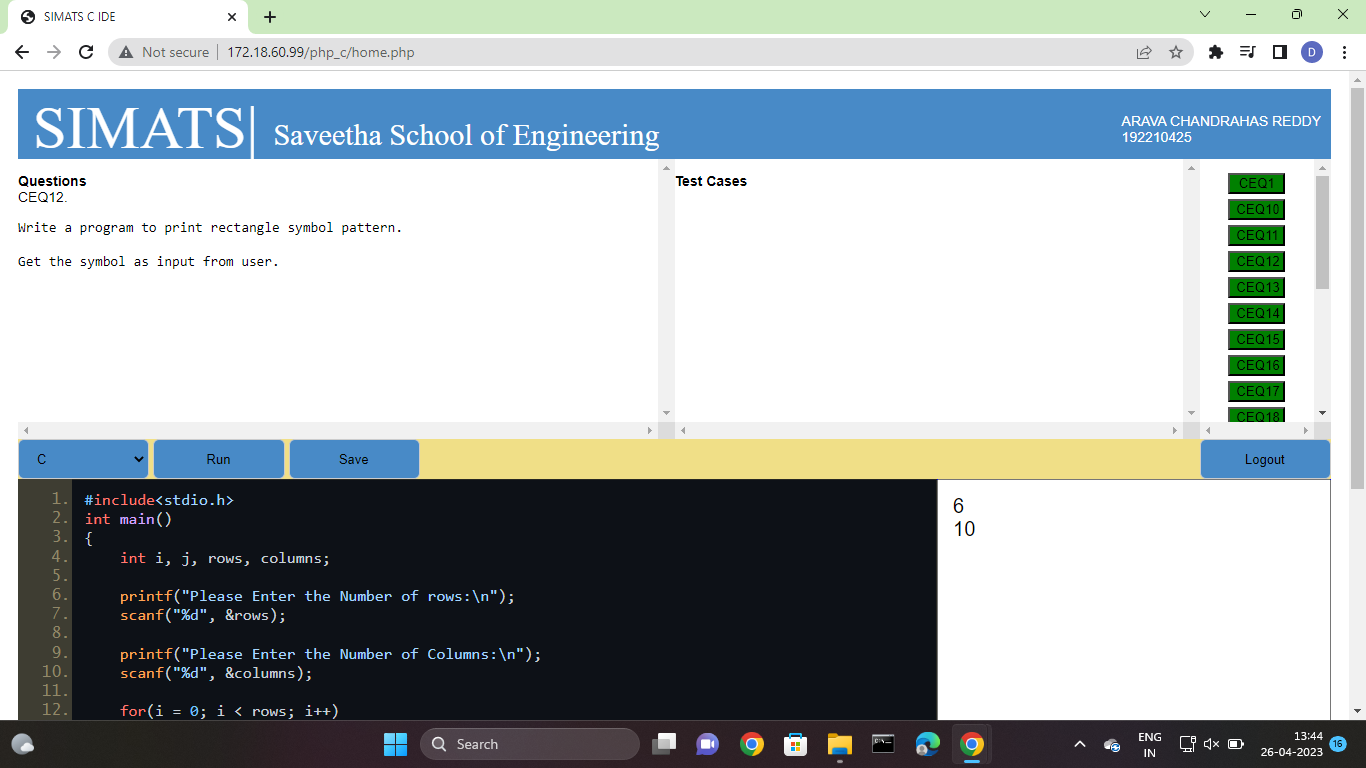 SIMATS C IDE
Not secure
172.18.60.99/php_c/home.php
D
SIMATS| Saveetha School of Engineering
ARAVA CHANDRAHAS REDDY
192210425
Questions
CEQ12.
Write a program to print rectangle symbol pattern.
Get the symbol as input from user.
Test Cases
CEQ1
CEQ10
CEQ11
CEQ12
CEQ13
CEQ14
CEQ15
CEQ16
CEQ17
CEQ18
C
Run
Save
Logout
1. #include<stdio.h>
2. int main()
3. {
4.     int i, j, rows, columns;
5.
6.     printf("Please Enter the Number of rows:\n");
7.     scanf("%d", &rows);
8.
9.     printf("Please Enter the Number of Columns:\n");
10.     scanf("%d", &columns);
11.
12.     for(i = 0; i < rows; i++)
6
10
Search
ENG
IN
13:44
26-04-2023
16